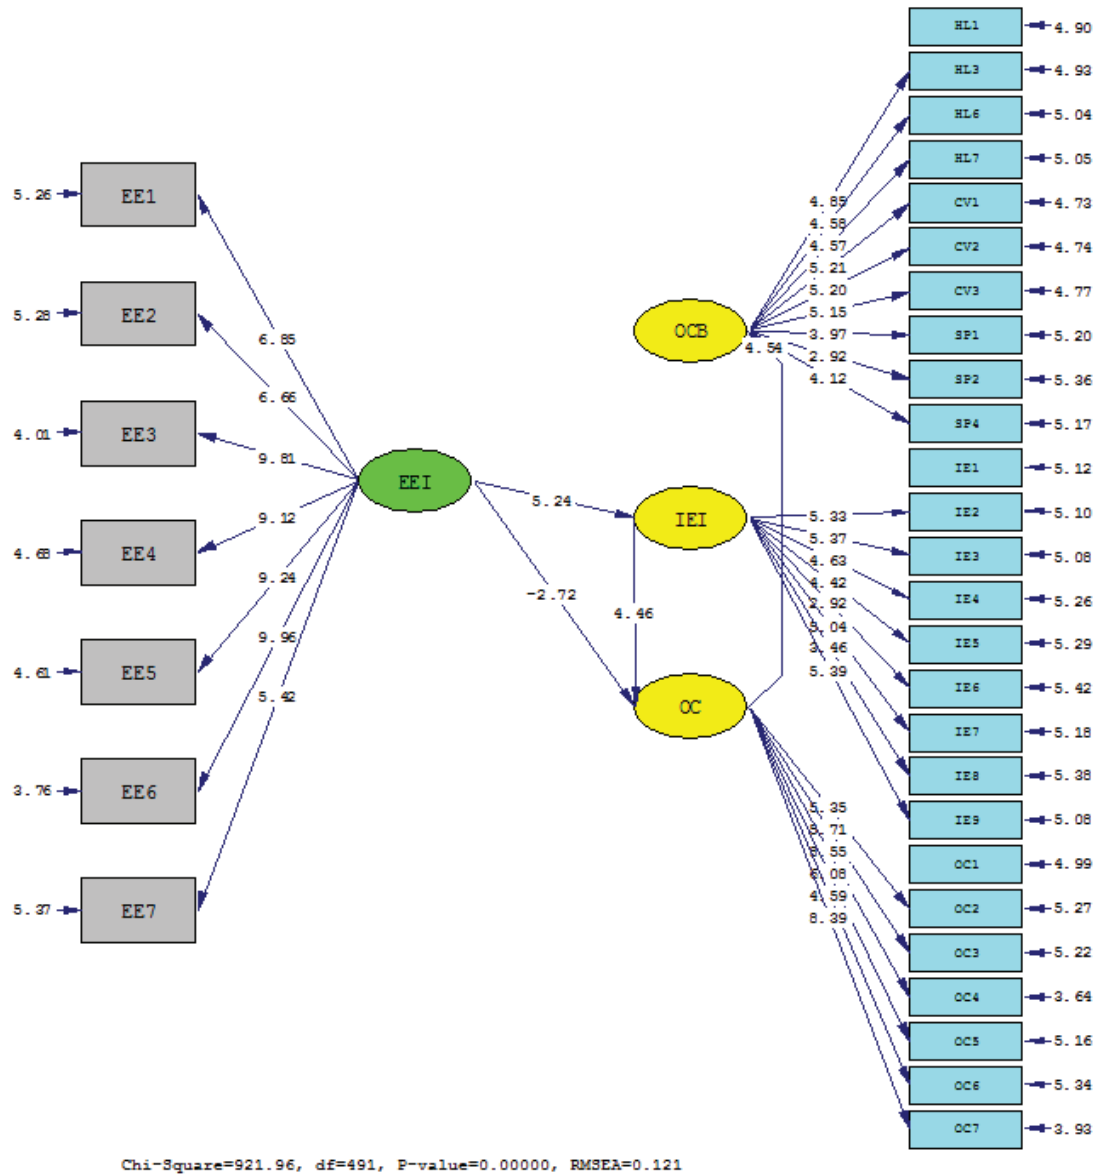 HL1 4.90
HL3 4.93
HL6 5.04
HL7 5.05
CV1 4.73
CV2 4.74
CV3 4.77
SP1 5.20
SP2 5.36
SP4 5.17
IE1 5.12
IE2 5.10
IE3 5.08
IE4 5.26
IE5 5.29
IE6 5.42
IE7 5.18
IE8 5.38
IE9 5.08
OC1 4.99
OC2 5.27
OC3 5.22
OC4 3.64
OC5 5.16
OC6 5.34
OC7 3.93
5.26 EE1
5.28 EE2
4.01 EE3
4.68 EE4
4.61 EE5
3.76 EE6
5.37 EE7
6.85
6.66
9.81
9.12
9.24
9.96
5.42
EEI
5.24
-2.72
4.46
OCB
IEI
OC
4.85
4.58
4.57
5.21
5.20
5.15
3.97
2.92
4.12
4.54
5.33
5.37
4.63
4.42
2.92
5.04
3.46
5.39
5.35
5.71
8.55
6.08
4.59
8.39
Chi-Square=921.96, df=491, P-value=0.00000, RMSEA=0.121